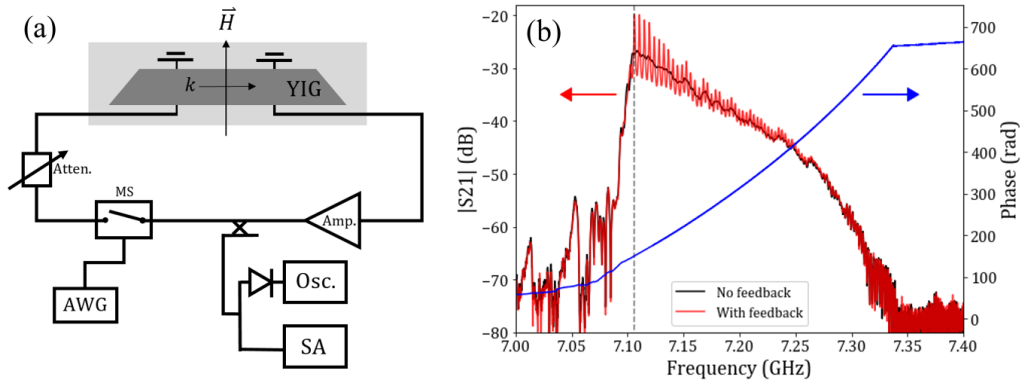 (a)
H
k
YIG
Atten.
MS
Amp.
AWG
Osc.
SA
(b)
|S21| (dB)
−20
−30
−40
−50
−60
−70
−80
7.00 7.05 7.10 7.15 7.20 7.25 7.30 7.35 7.40
Frequency (GHz)
No feedback
With feedback
700
600
500
400
300
200
100
0
Phase (rad)